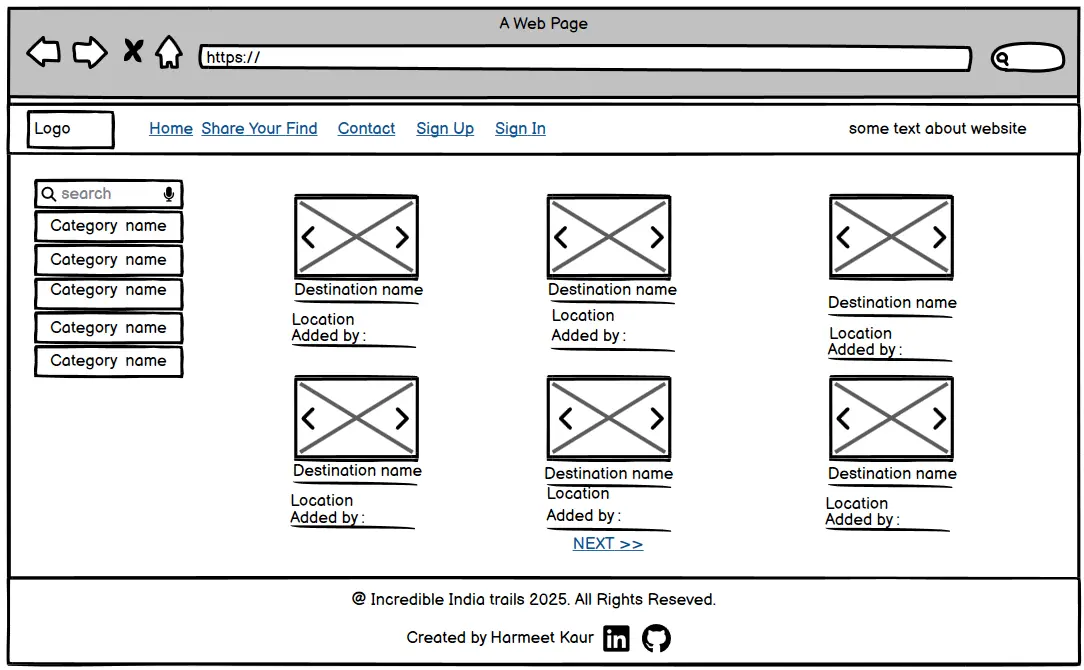 A Web Page
https://
Logo
Home Share Your Find Contact Sign Up Sign In
some text about website
search
Category name
Category name
Category name
Category name
Category name
Destination name
Location
Added by :
Destination name
Location
Added by :
Destination name
Location
Added by :
Destination name
Location
Added by :
Destination name
Location
Added by :
Destination name
Location
Added by :
NEXT >>
@ Incredible India trails 2025. All Rights Reseved.
Created by Harmeet Kaur in